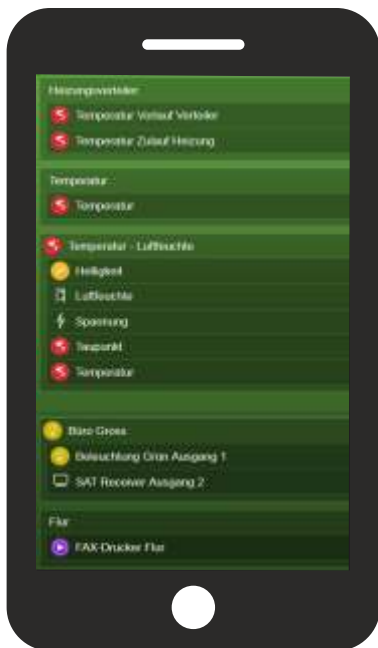 Heizungsverteiler
Temperatur Vorlauf Verteiler
Temperatur Zulauf Heizung
Temperatur
Temperatur
Temperatur - Luftfeuchte
Helligkeit
Luftfeuchte
Spannung
Taupunkt
Temperatur
Büro Gross
Beleuchtung Grün Ausgang 1
SAT Receiver Ausgang 2
Flur
FAX-Drucker Flur